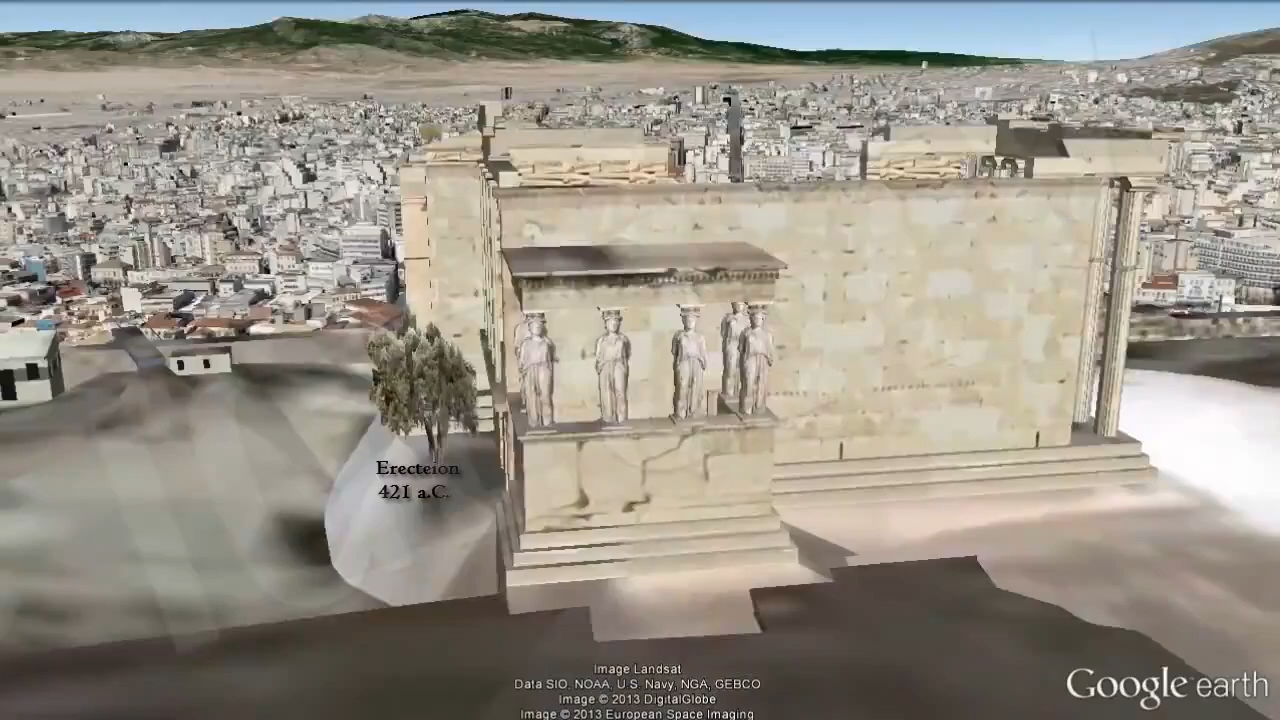 Erecteion
421 a.C.
Image Landsat
Data SIO, NOAA, U.S. Navy, NGA, GEBCO
Image © 2013 DigitalGlobe
Image © 2013 European Space Imaging
Google earth